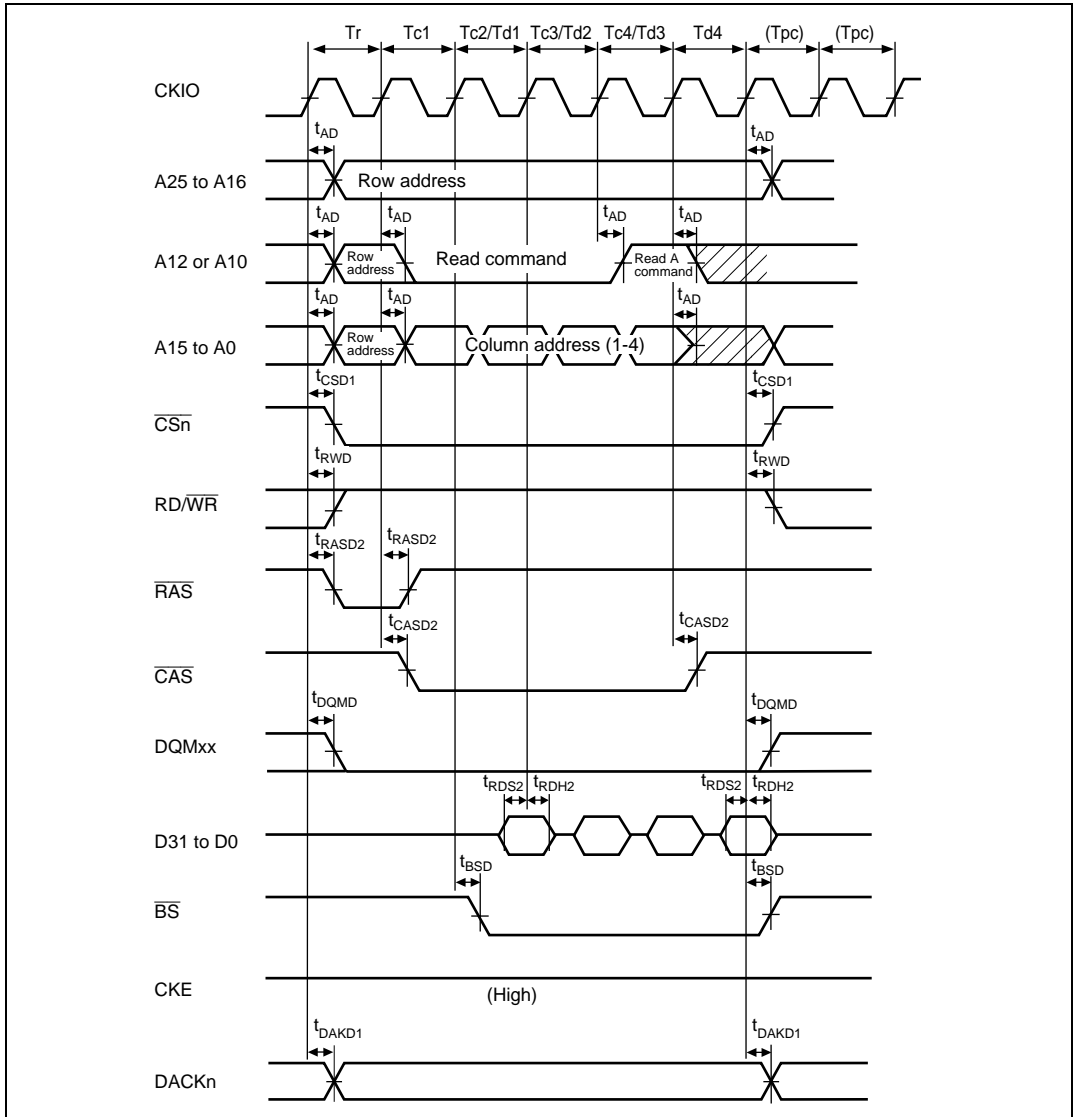 Tr Tc1 Tc2/Td1 Tc3/Td2 Tc4/Td3 Td4 (Tpc) (Tpc)
CKIO
tAD tAD
A25 to A16 Row address
tAD tAD tAD tAD
A12 or A10 Row address Read command Read A command
tAD tAD tAD
A15 to A0 Row address Column address (1-4)
tCSD1 tCSD1
CSn
tRWD tRWD
RD/WR
tRASD2 tRASD2
RAS
tCASD2 tCASD2
CAS
tDQMD tDQMD
DQMxx
tRDS2 tRDH2 tRDS2 tRDH2
D31 to D0
tBSD tBSD
BS
CKE (High)
tDAKD1 tDAKD1
DACKn